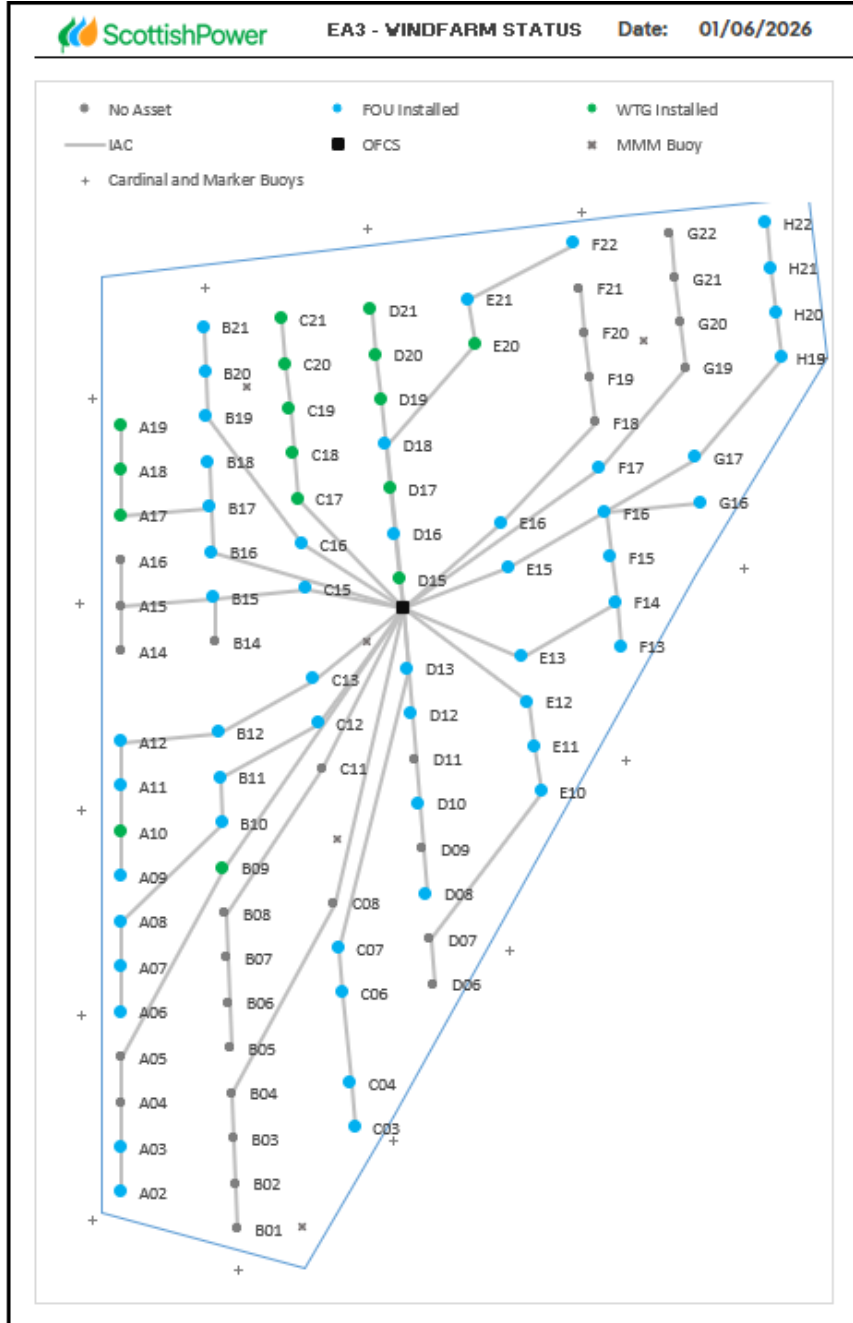 ScottishPower EA3 - WINDFARM STATUS Date: 01/06/2026
No Asset FOU Installed WTG Installed
IAC OFCS MMM Buoy
Cardinal and Marker Buoys
H22
F22 G22
H21
G21
F21
E21
D21 H20
C21 G20
B21 F20
E20
D20 H19
C20 G19
B20 F19
D19
C19
B19 F18
A19
D18
C18
B18 G17
A18 F17
D17
C17 G16
B17 F16
A17 E16
D16
C16
B16 F15
A16 E15
D15
C15
B15 F14
A15
B14 F13
A14 E13
D13
C13
E12
D12
C12
B12
A12 E11
D11
C11
B11
A11 E10
D10
B10
A10
D09
B09
A09
D08
C08
B08
A08
D07
C07
B07
A07
D06
C06
B06
A06
B05
A05
C04
B04
A04
C03
B03
A03
B02
A02
B01